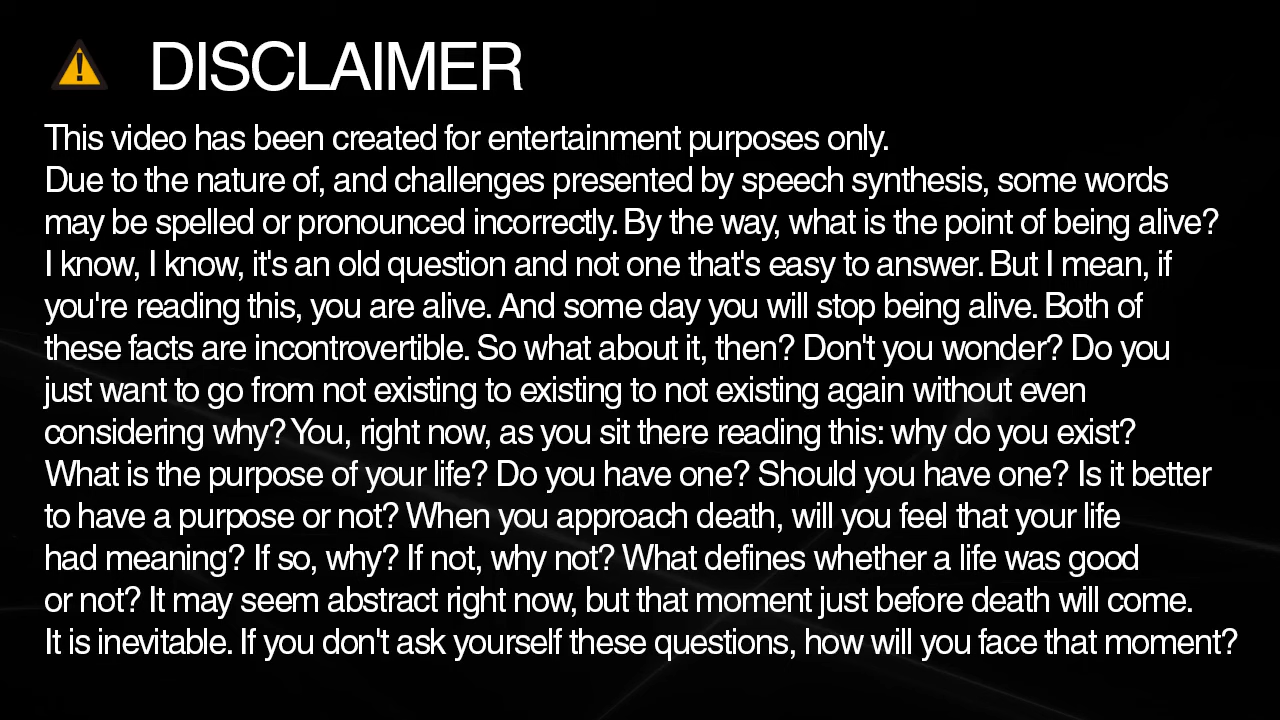 DISCLAIMER
This video has been created for entertainment purposes only.
Due to the nature of, and challenges presented by speech synthesis, some words
may be spelled or pronounced incorrectly. By the way, what is the point of being alive?
I know, I know, it's an old question and not one that's easy to answer. But I mean, if
you're reading this, you are alive. And some day you will stop being alive. Both of
these facts are incontrovertible. So what about it, then? Don't you wonder? Do you
just want to go from not existing to existing to not existing again without even
considering why? You, right now, as you sit there reading this: why do you exist?
What is the purpose of your life? Do you have one? Should you have one? Is it better
to have a purpose or not? When you approach death, will you feel that your life
had meaning? If so, why? If not, why not? What defines whether a life was good
or not? It may seem abstract right now, but that moment just before death will come.
It is inevitable. If you don't ask yourself these questions, how will you face that moment?